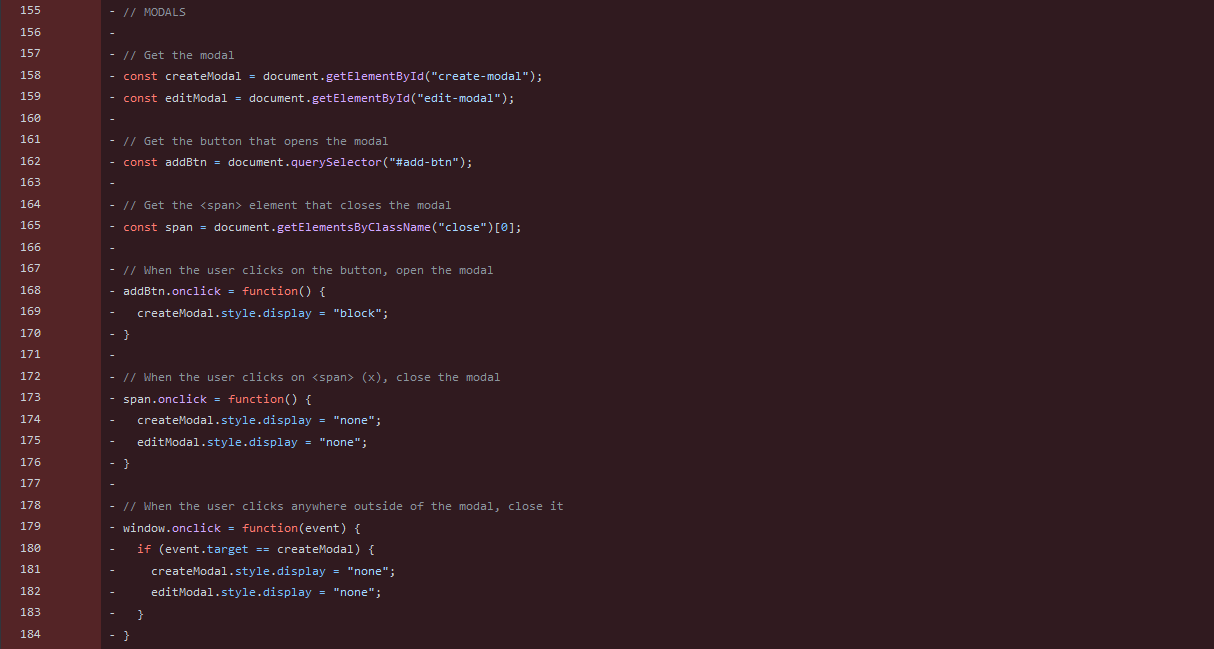 155 - // MODALS
156 -
157 - // Get the modal
158 - const createModal = document.getElementById("create-modal");
159 - const editModal = document.getElementById("edit-modal");
160 -
161 - // Get the button that opens the modal
162 - const addBtn = document.querySelector("#add-btn");
163 -
164 - // Get the <span> element that closes the modal
165 - const span = document.getElementsByClassName("close")[0];
166 -
167 - // When the user clicks on the button, open the modal
168 - addBtn.onclick = function() {
169 -   createModal.style.display = "block";
170 - }
171 -
172 - // When the user clicks on <span> (x), close the modal
173 - span.onclick = function() {
174 -   createModal.style.display = "none";
175 -   editModal.style.display = "none";
176 - }
177 -
178 - // When the user clicks anywhere outside of the modal, close it
179 - window.onclick = function(event) {
180 -   if (event.target == createModal) {
181 -     createModal.style.display = "none";
182 -     editModal.style.display = "none";
183 -   }
184 - }